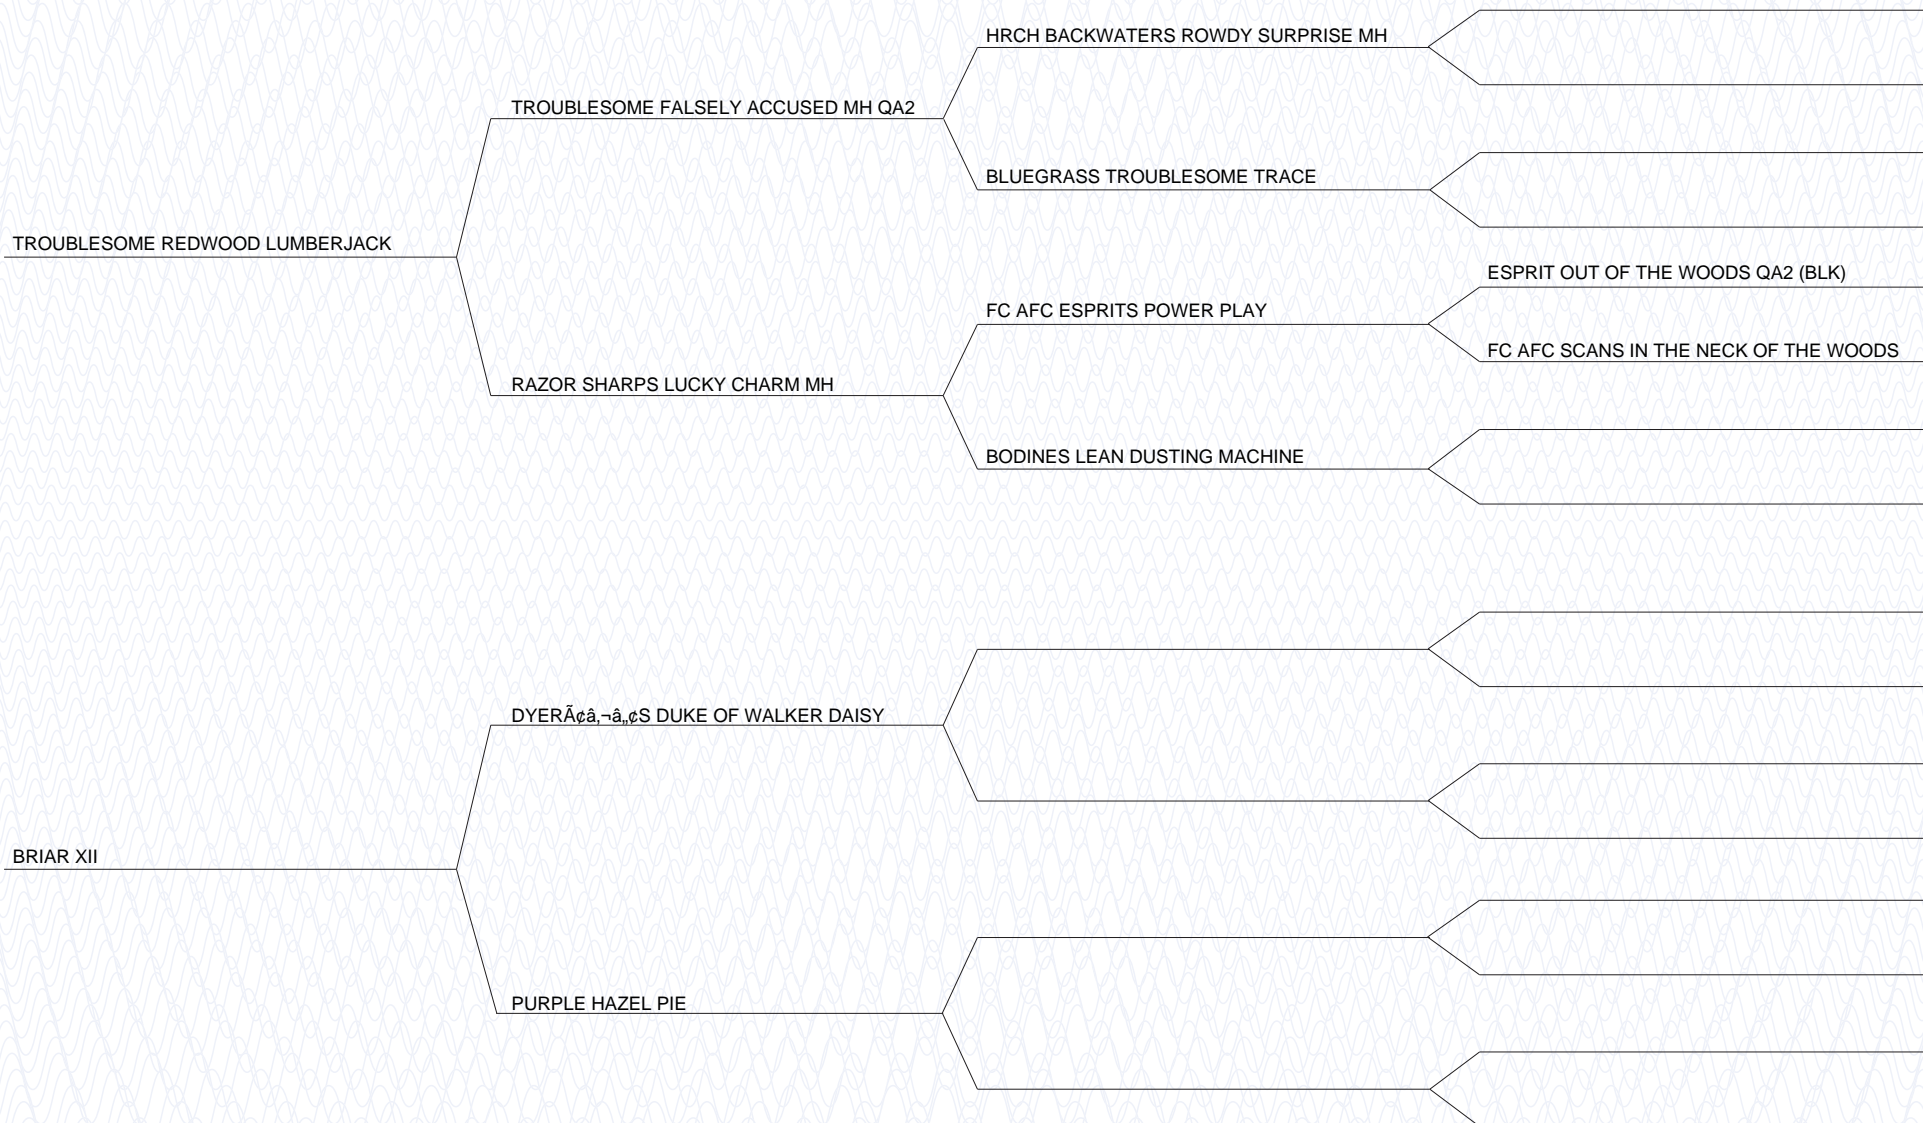 HRCH BACKWATERS ROWDY SURPRISE MH
TROUBLESOME FALSELY ACCUSED MH QA2
BLUEGRASS TROUBLESOME TRACE
TROUBLESOME REDWOOD LUMBERJACK
ESPRIT OUT OF THE WOODS QA2 (BLK)
FC AFC ESPRITS POWER PLAY
FC AFC SCANS IN THE NECK OF THE WOODS
RAZOR SHARPS LUCKY CHARM MH
BODINES LEAN DUSTING MACHINE
DYERÃ¢â‚¬â„¢S DUKE OF WALKER DAISY
BRIAR XII
PURPLE HAZEL PIE